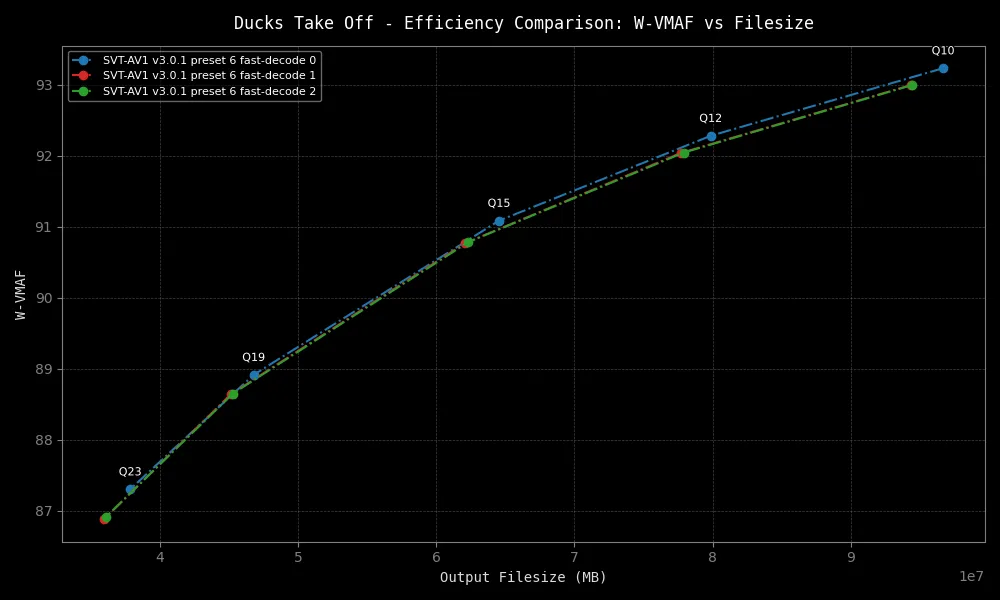 Ducks Take Off - Efficiency Comparison: W-VMAF vs Filesize
SVT-AV1 v3.0.1 preset 6 fast-decode 0
SVT-AV1 v3.0.1 preset 6 fast-decode 1
SVT-AV1 v3.0.1 preset 6 fast-decode 2
Q10
Q12
Q15
Q19
Q23
93
92
91
90
89
88
87
W-VMAF
4 5 6 7 8 9
1e7
Output Filesize (MB)